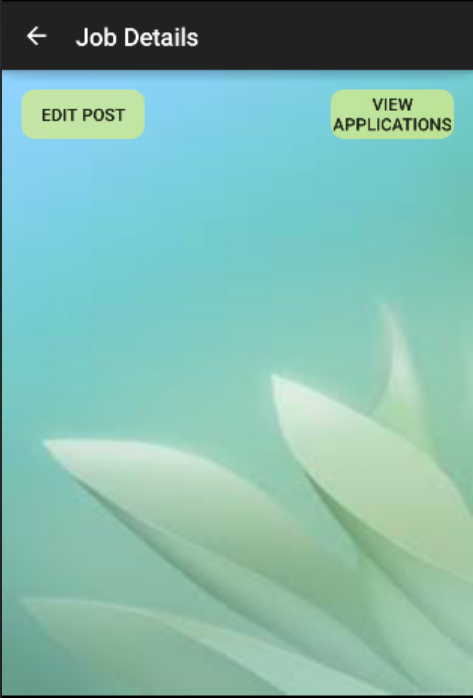 Job Details
EDIT POST
VIEW
APPLICATIONS